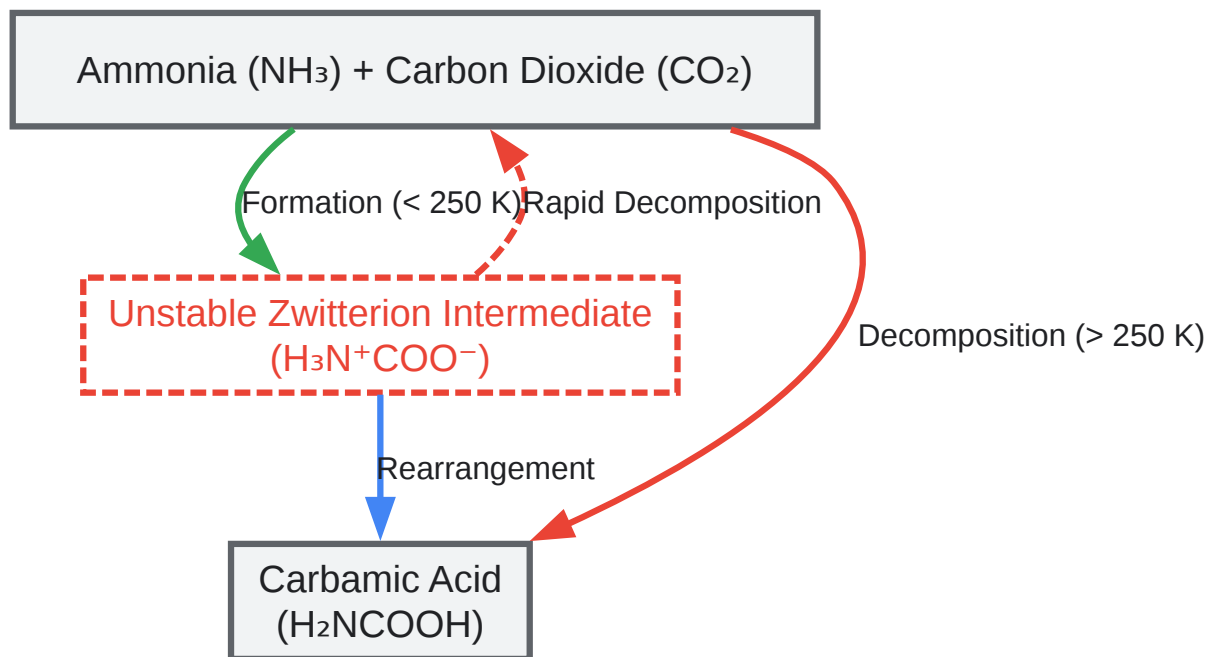 Ammonia (NH₃) + Carbon Dioxide (CO₂)
Formation (< 250 K)
Rapid Decomposition
Unstable Zwitterion Intermediate
(H₃N⁺COO⁻)
Decomposition (> 250 K)
Rearrangement
Carbamic Acid
(H₂NCOOH)